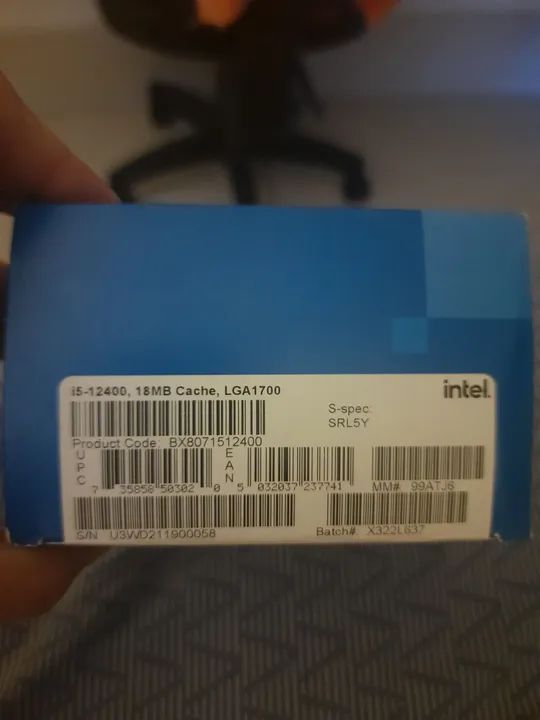 i5-12400, 18MB Cache, LGA1700
intel.
S-spec:
SRL5Y
Product Code: BX8071512400
UPC
7 35858 50302 0
EAN
5 032037 237741
MM# 99ATJ6
S/N U3WD211900058
Batch#: X322L637